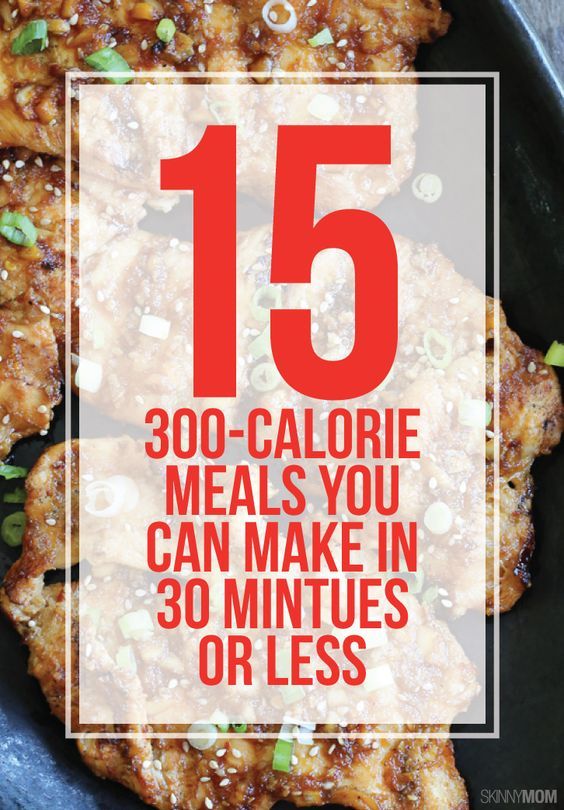 15
300-CALORIE
MEALS YOU
CAN MAKE IN
30 MINTUES
OR LESS
SKINNYMOM